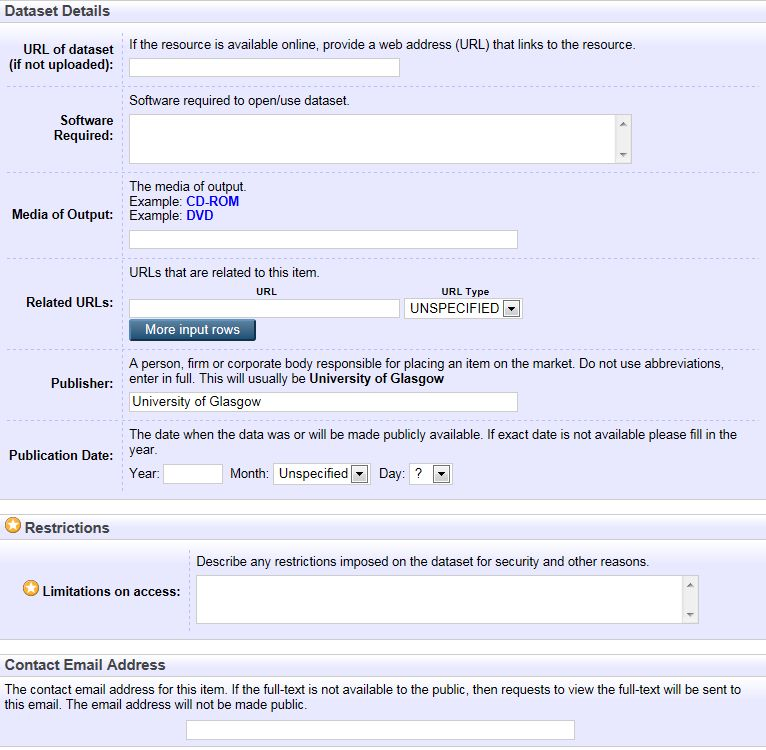 Dataset Details
URL of dataset
(if not uploaded):
If the resource is available online, provide a web address (URL) that links to the resource.
Software
Required:
Software required to open/use dataset.
Media of Output:
The media of output.
Example: CD-ROM
Example: DVD
Related URLs:
URLs that are related to this item.
URL URL Type
UNSPECIFIED
More input rows
Publisher:
A person, firm or corporate body responsible for placing an item on the market. Do not use abbreviations,
enter in full. This will usually be University of Glasgow
University of Glasgow
Publication Date:
The date when the data was or will be made publicly available. If exact date is not available please fill in the
year.
Year: Month: Unspecified Day: ?
Restrictions
Limitations on access:
Describe any restrictions imposed on the dataset for security and other reasons.
Contact Email Address
The contact email address for this item. If the full-text is not available to the public, then requests to view the full-text will be sent to
this email. The email address will not be made public.